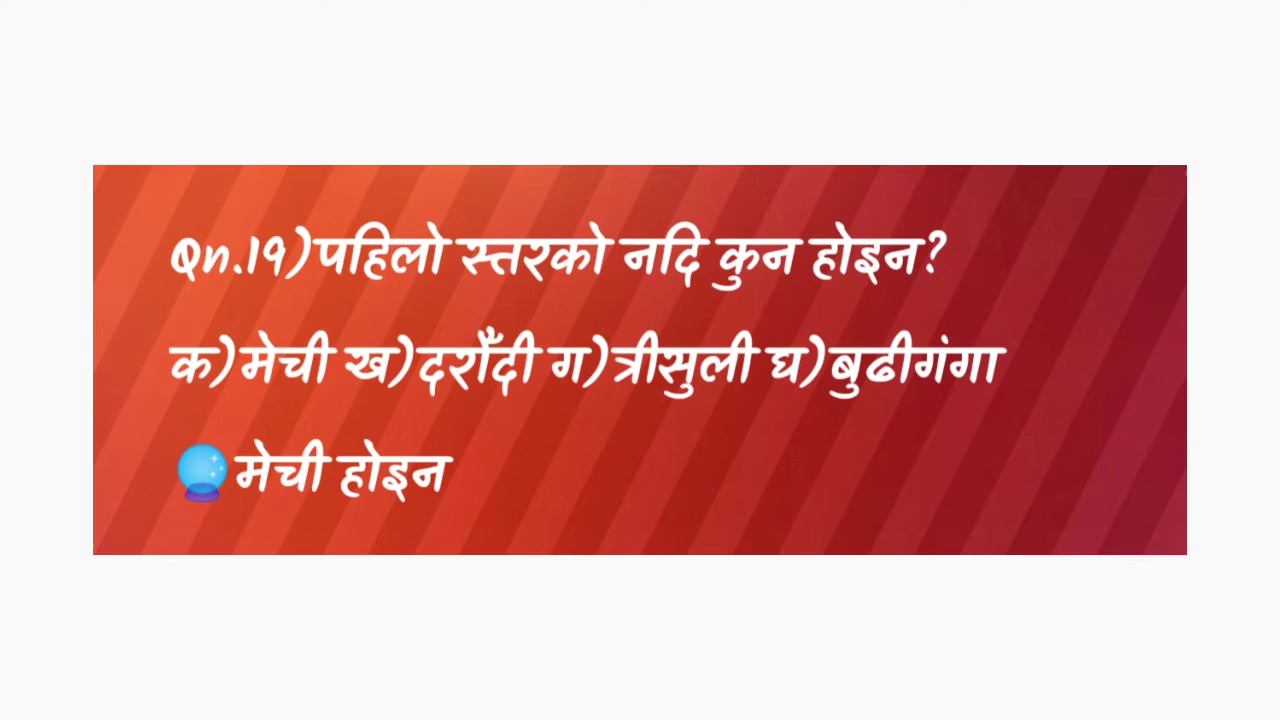 Qn.19)पहिलो स्तरको नदि कुन होइन?
क)मेची ख)दरौँदी ग)त्रीसुली घ)बुढीगंगा
🔮मेची होइन